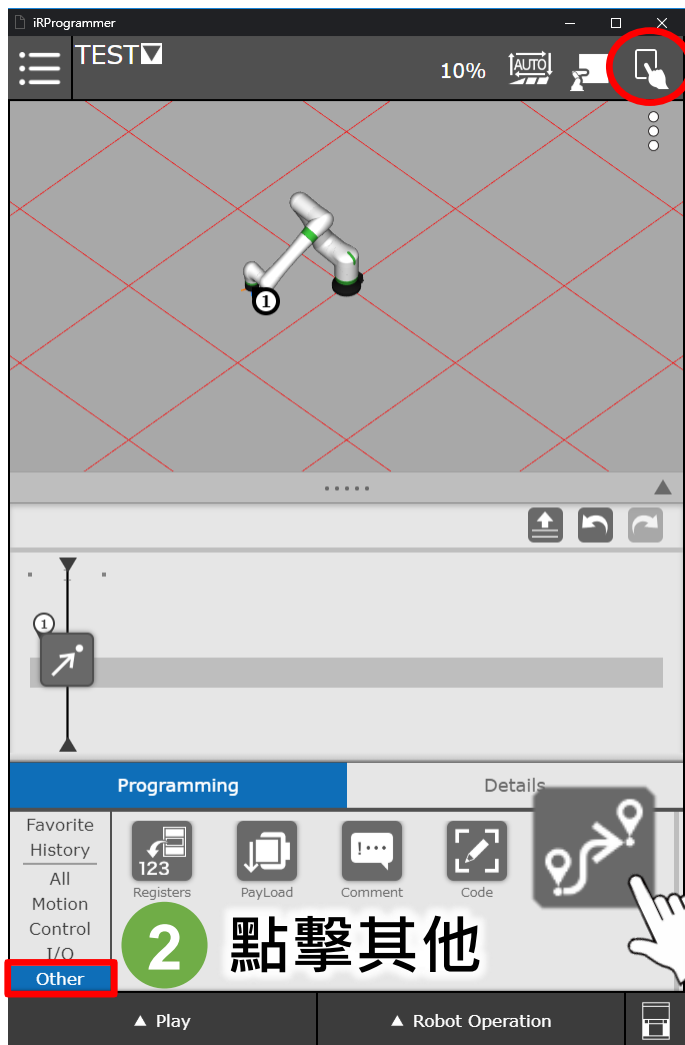 iRProgrammer
TEST
10%
AUTO
1
1
Programming
Details
Favorite
History
All
Motion
Control
I/O
Other
123
Registers
PayLoad
Comment
Code
2 點擊其他
Play
Robot Operation